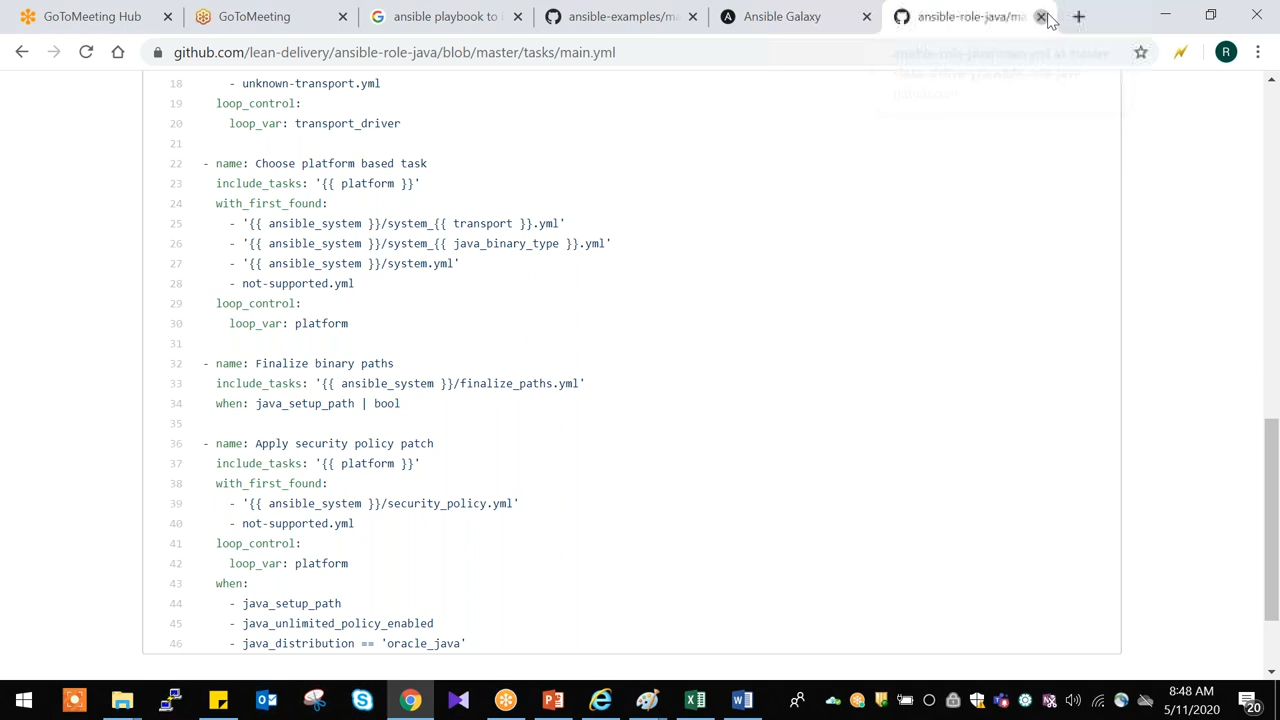 GoToMeeting Hub
GoToMeeting
ansible playbook to i
ansible-examples/ma
Ansible Galaxy
ansible-role-java/ma
github.com/lean-delivery/ansible-role-java/blob/master/tasks/main.yml
R
18 - unknown-transport.yml
19 loop_control:
20 loop_var: transport_driver
21
22 - name: Choose platform based task
23 include_tasks: '{{ platform }}'
24 with_first_found:
25 - '{{ ansible_system }}/system_{{ transport }}.yml'
26 - '{{ ansible_system }}/system_{{ java_binary_type }}.yml'
27 - '{{ ansible_system }}/system.yml'
28 - not-supported.yml
29 loop_control:
30 loop_var: platform
31
32 - name: Finalize binary paths
33 include_tasks: '{{ ansible_system }}/finalize_paths.yml'
34 when: java_setup_path | bool
35
36 - name: Apply security policy patch
37 include_tasks: '{{ platform }}'
38 with_first_found:
39 - '{{ ansible_system }}/security_policy.yml'
40 - not-supported.yml
41 loop_control:
42 loop_var: platform
43 when:
44 - java_setup_path
45 - java_unlimited_policy_enabled
46 - java_distribution == 'oracle_java'
8:48 AM
5/11/2020
20